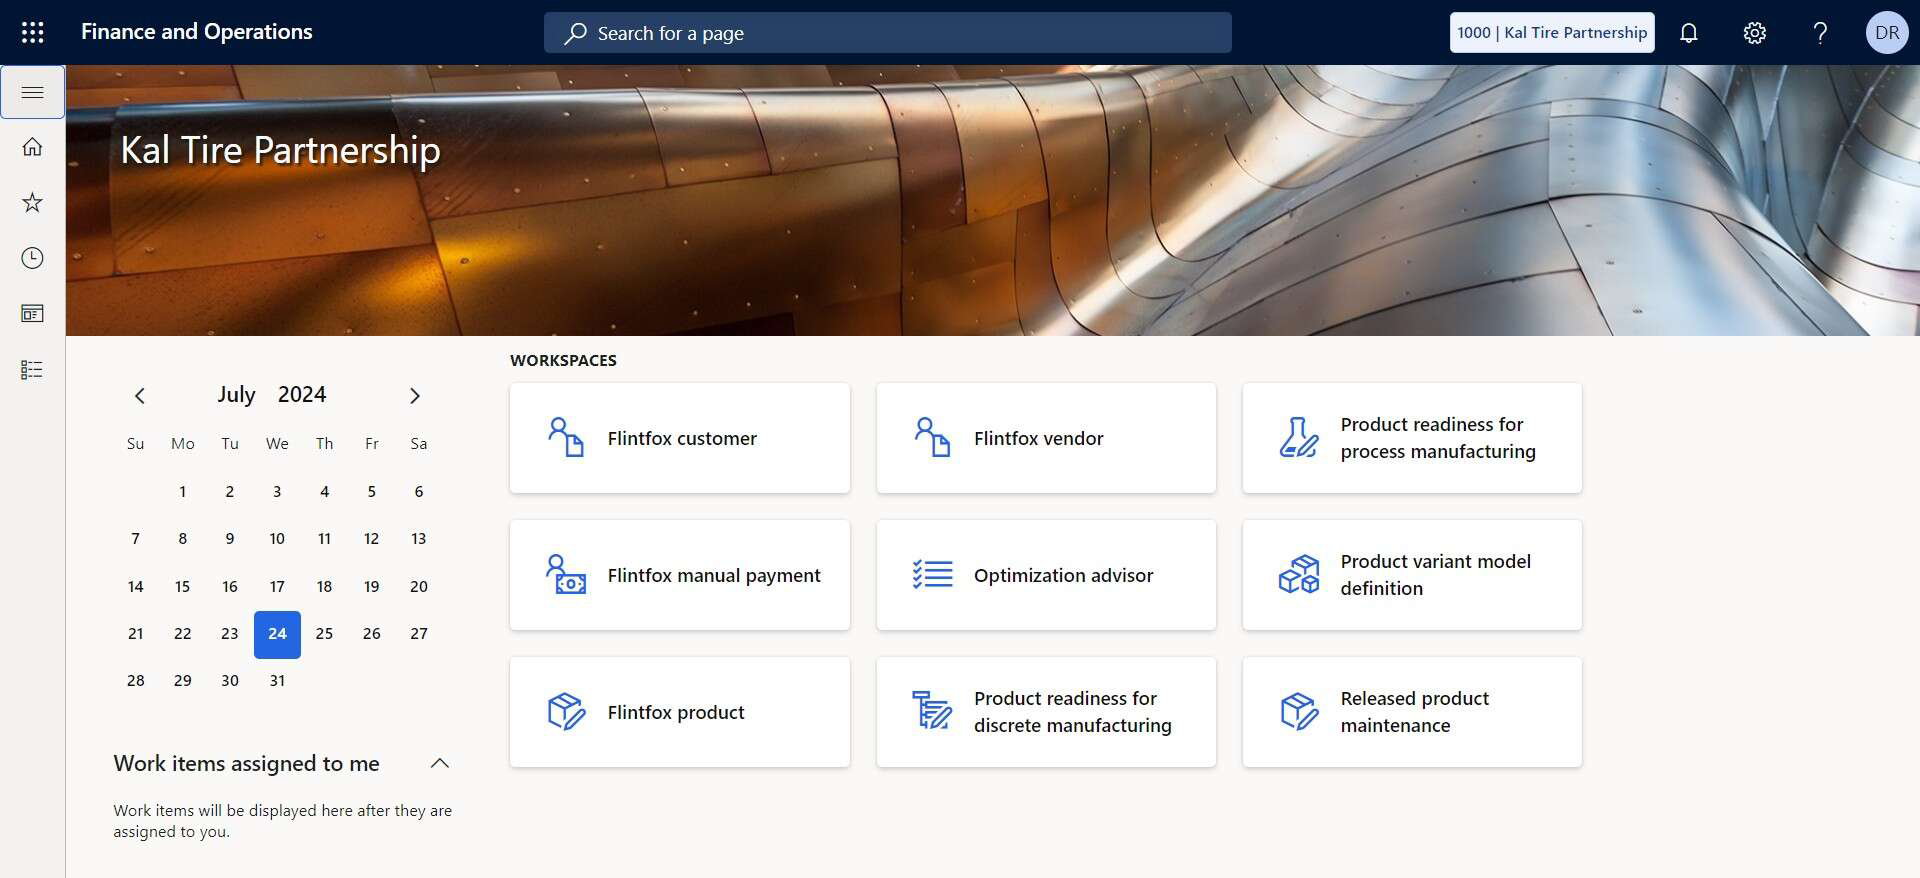 Finance and Operations
Search for a page
1000 | Kal Tire Partnership
DR
Kal Tire Partnership
July 2024
Su Mo Tu We Th Fr Sa
1 2 3 4 5 6
7 8 9 10 11 12 13
14 15 16 17 18 19 20
21 22 23 24 25 26 27
28 29 30 31
Work items assigned to me
Work items will be displayed here after they are
assigned to you.
WORKSPACES
Flintfox customer
Flintfox vendor
Product readiness for
process manufacturing
Flintfox manual payment
Optimization advisor
Product variant model
definition
Flintfox product
Product readiness for
discrete manufacturing
Released product
maintenance